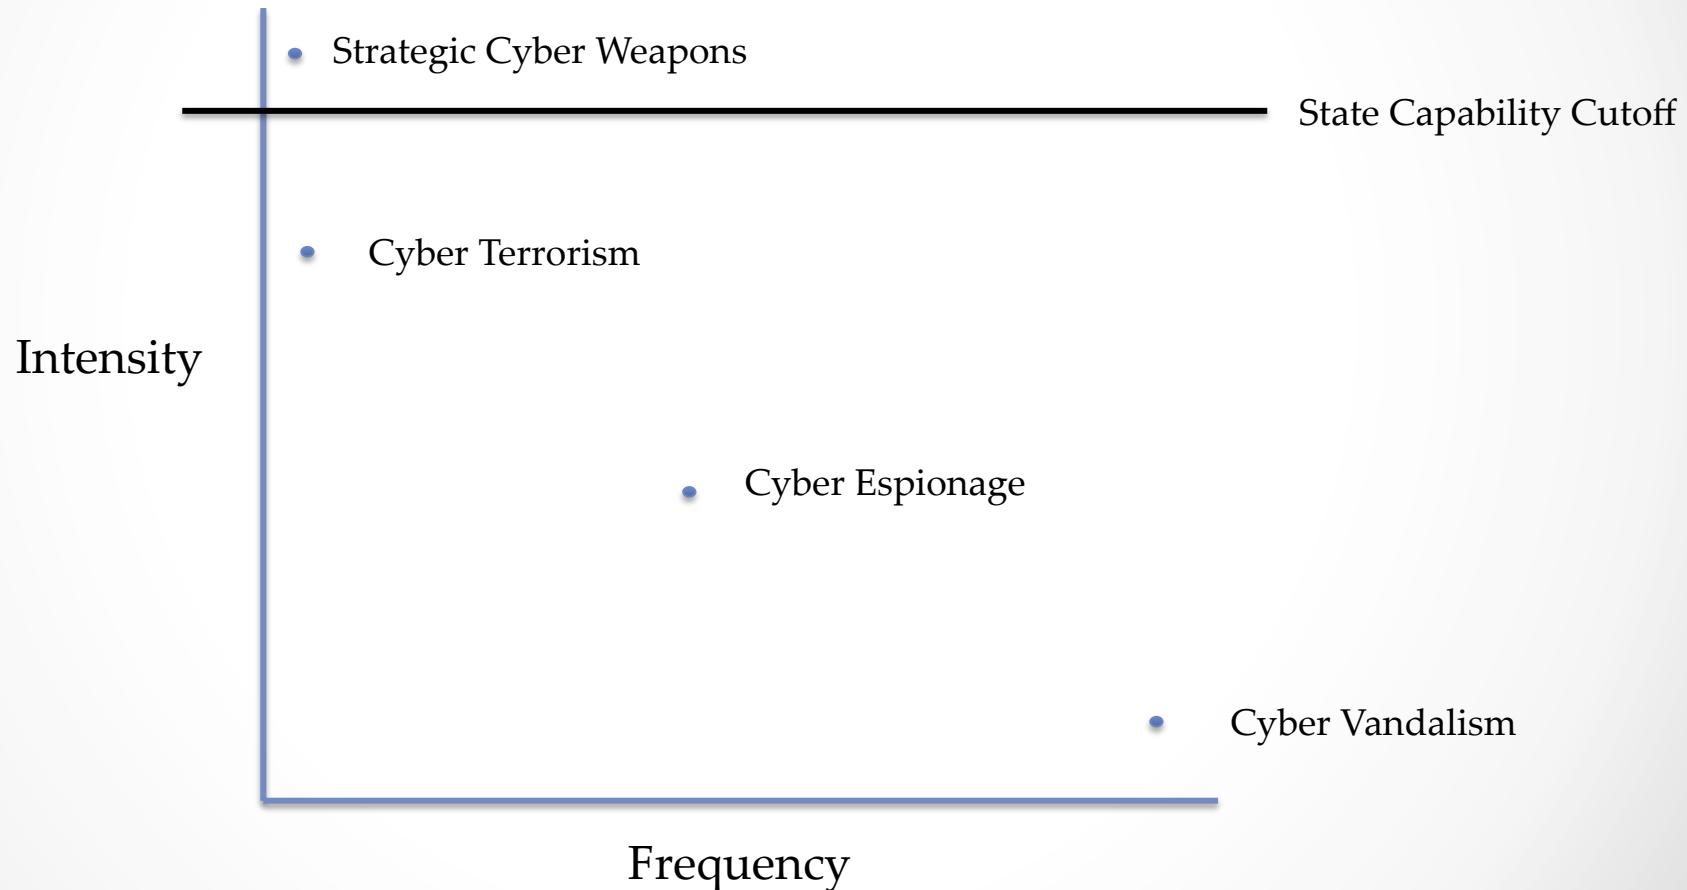 Strategic Cyber Weapons
State Capability Cutoff
Cyber Terrorism
Intensity
Cyber Espionage
Cyber Vandalism
Frequency